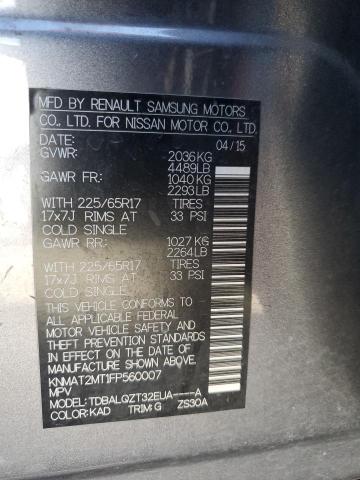 MFD BY RENAULT SAMSUNG MOTORS
CO., LTD. FOR NISSAN MOTOR CO., LTD.
DATE: 04/15
GVWR: 2036KG
4489LB
GAWR FR: 1040KG
2293LB
WITH 225/65R17 TIRES
17x7J RIMS AT 33 PSI
COLD SINGLE
GAWR RR: 1027KG
2264LB
WITH 225/65R17 TIRES
17x7J RIMS AT 33 PSI
COLD SINGLE
THIS VEHICLE CONFORMS TO
ALL APPLICABLE FEDERAL
MOTOR VEHICLE SAFETY AND
THEFT PREVENTION STANDARDS
IN EFFECT ON THE DATE OF
MANUFACTURE SHOWN ABOVE.
KNMAT2MT1FP560007
MPV
MODEL: TDBALQZT32EUA----A
COLOR: KAD TRIM: G ZS30A